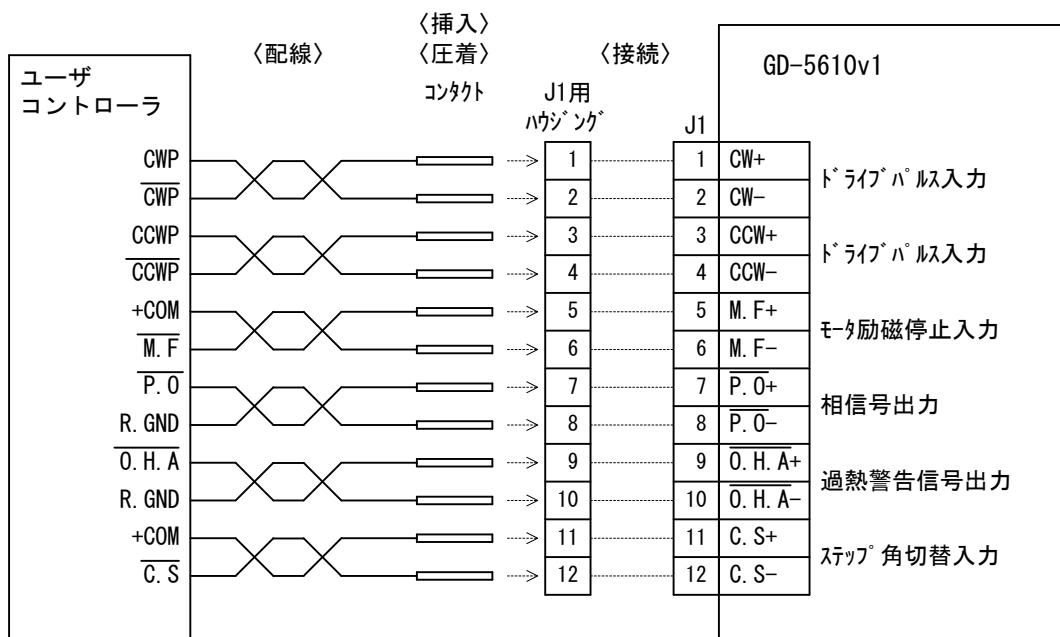 〈挿入〉
〈配線〉 〈圧着〉 〈接続〉 GD-5610v1
ユーザ
コントローラ
コンタクト J1用
ハウジング J1
CWP 1 1 CW+
ドライブパルス入力
C̅W̅P̅ 2 2 CW-
CCWP 3 3 CCW+
ドライブパルス入力
C̅C̅W̅P̅ 4 4 CCW-
+COM 5 5 M.F+
モータ励磁停止入力
M̅.̅F̅ 6 6 M.F-
P̅.̅O̅ 7 7 P̅.̅O̅+
相信号出力
R.GND 8 8 P̅.̅O̅-
O̅.̅H̅.̅A̅ 9 9 O̅.̅H̅.̅A̅+
過熱警告信号出力
R.GND 10 10 O̅.̅H̅.̅A̅-
+COM 11 11 C.S+
ステップ角切替入力
C̅.̅S̅ 12 12 C.S-